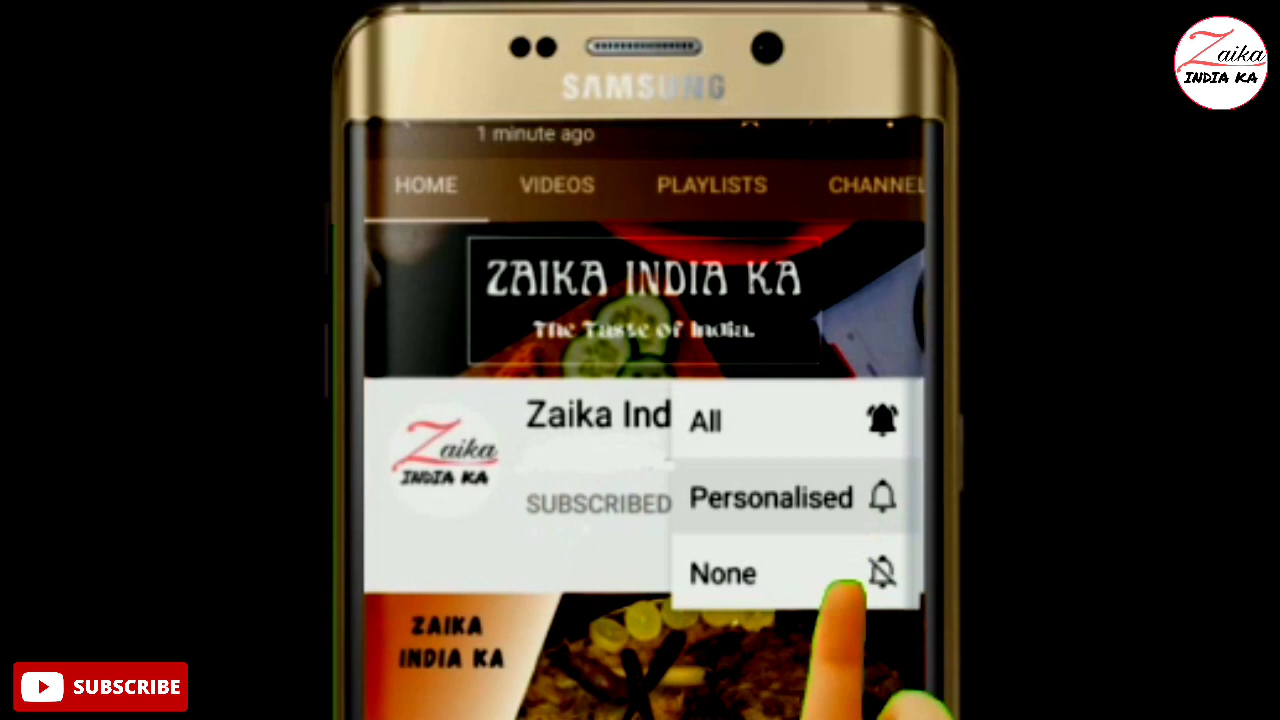 Zaika
INDIA KA
SAMSUNG
1 minute ago
HOME VIDEOS PLAYLISTS CHANNEL
ZAIKA INDIA KA
The Taste of India.
Zaika Ind
All
Zaika
INDIA KA
SUBSCRIBED
Personalised
None
ZAIKA
INDIA KA
SUBSCRIBE